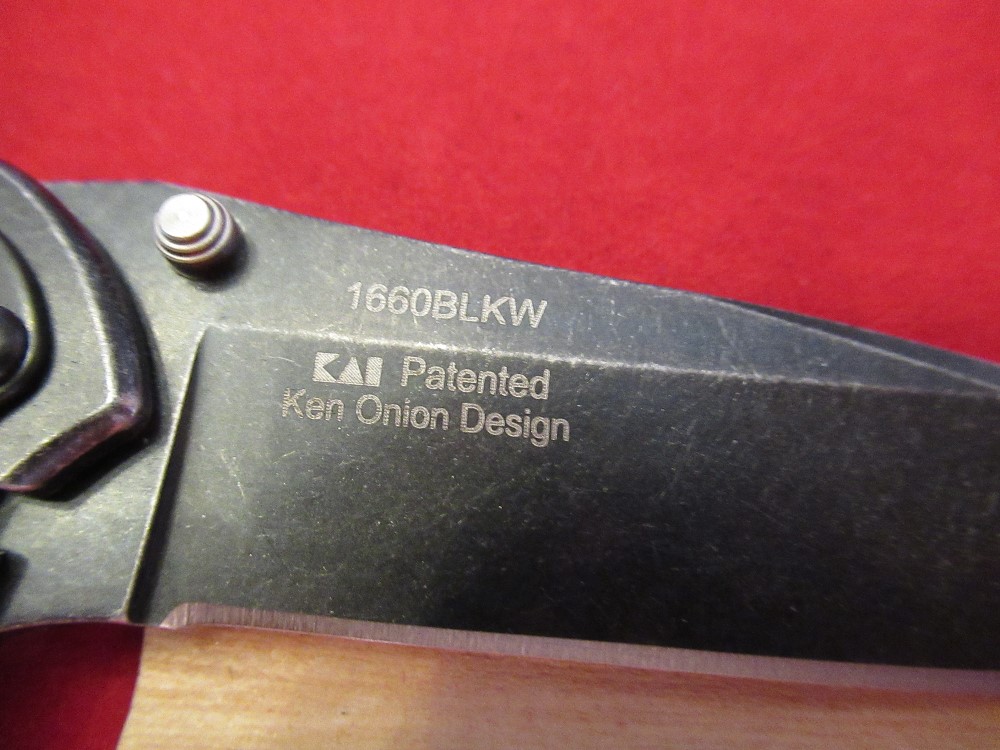 1660BLKW
KAI Patented
Ken Onion Design